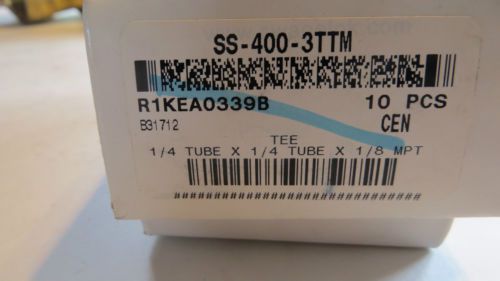 SS-400-3TTM
R1KEA0339B 10 PCS
B31712 CEN
TEE
1/4 TUBE X 1/4 TUBE X 1/8 MPT